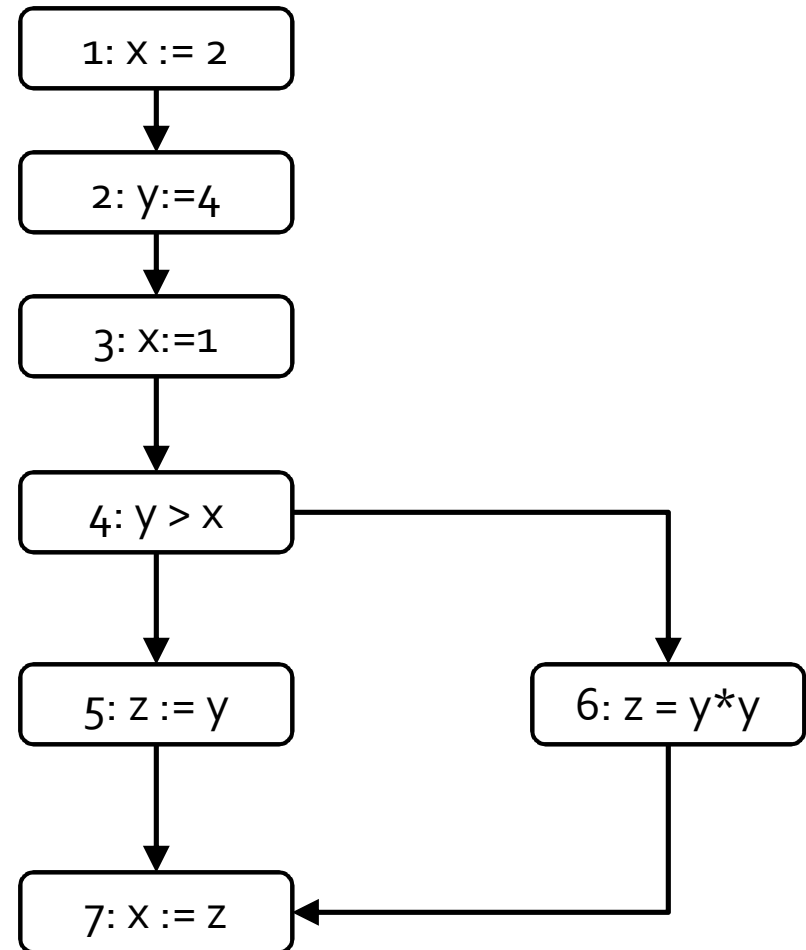 1: x := 2
2: y:=4
3: x:=1
4: y > x
5: z := y
6: z = y*y
7: x := z